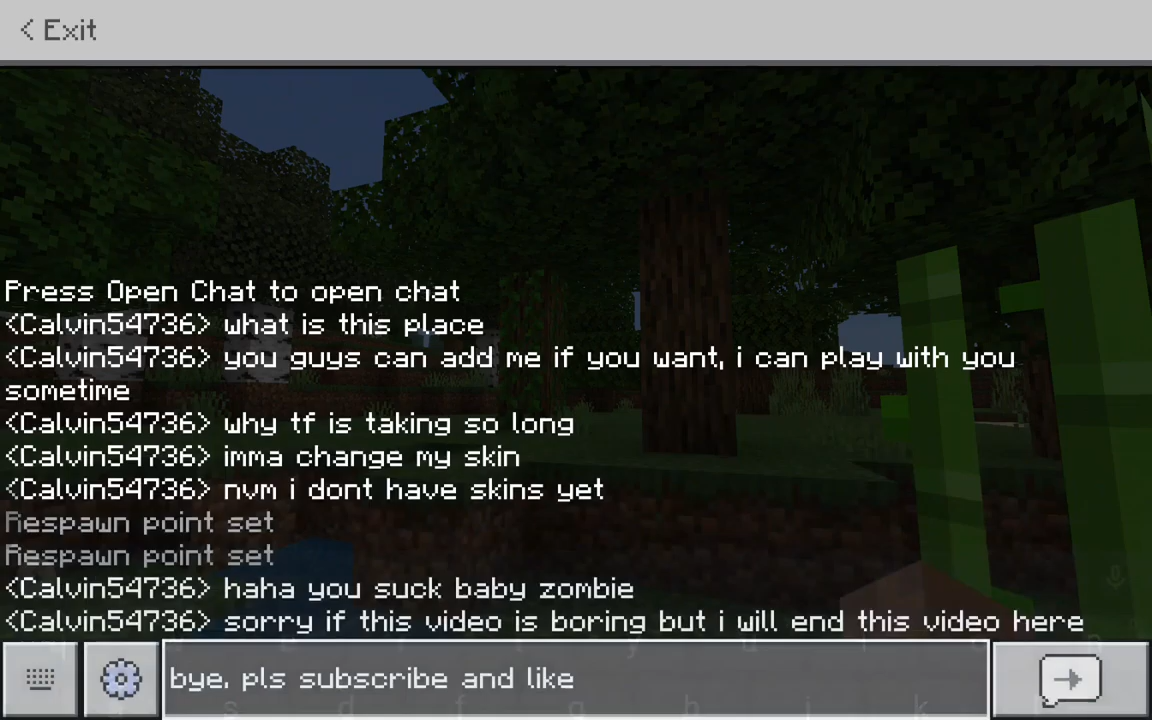 < Exit
Press Open Chat to open chat
<Calvin54736> what is this place
<Calvin54736> you guys can add me if you want, i can play with you
sometime
<Calvin54736> why tf is taking so long
<Calvin54736> imma change my skin
<Calvin54736> nvm i dont have skins yet
Respawn point set
Respawn point set
<Calvin54736> haha you suck baby zombie
<Calvin54736> sorry if this video is boring but i will end this video here
bye. pls subscribe and like